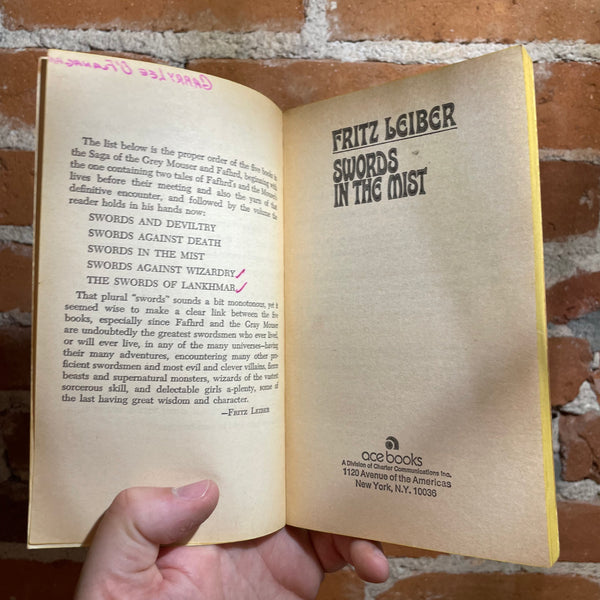 GARRY LEE O'FLANAGAN
The list below is the proper order of the five books in
the Saga of the Grey Mouser and Fafhrd, beginning with
the one containing two tales of Fafhrd's and the Mouser's
lives before their meeting and also the yarn of that
definitive encounter, and followed by the volume the
reader holds in his hands now:
SWORDS AND DEVILTRY
SWORDS AGAINST DEATH
SWORDS IN THE MIST
SWORDS AGAINST WIZARDRY
THE SWORDS OF LANKHMAR
That plural "swords" sounds a bit monotonous, yet it
seemed wise to make a clear link between the five
books, especially since Fafhrd and the Gray Mouser
are undoubtedly the greatest swordsmen who ever lived,
or will ever live, in any of the many universes—having
their many adventures, encountering many other pro-
ficient swordsmen and most evil and clever villains, fierce
beasts and supernatural monsters, wizards of the vastest
sorcerous skill, and delectable girls a-plenty, some of
the last having great wisdom and character.
—FRITZ LEIBER
FRITZ LEIBER
SWORDS
IN THE MIST
ace books
A Division of Charter Communications Inc.
1120 Avenue of the Americas
New York, N.Y. 10036